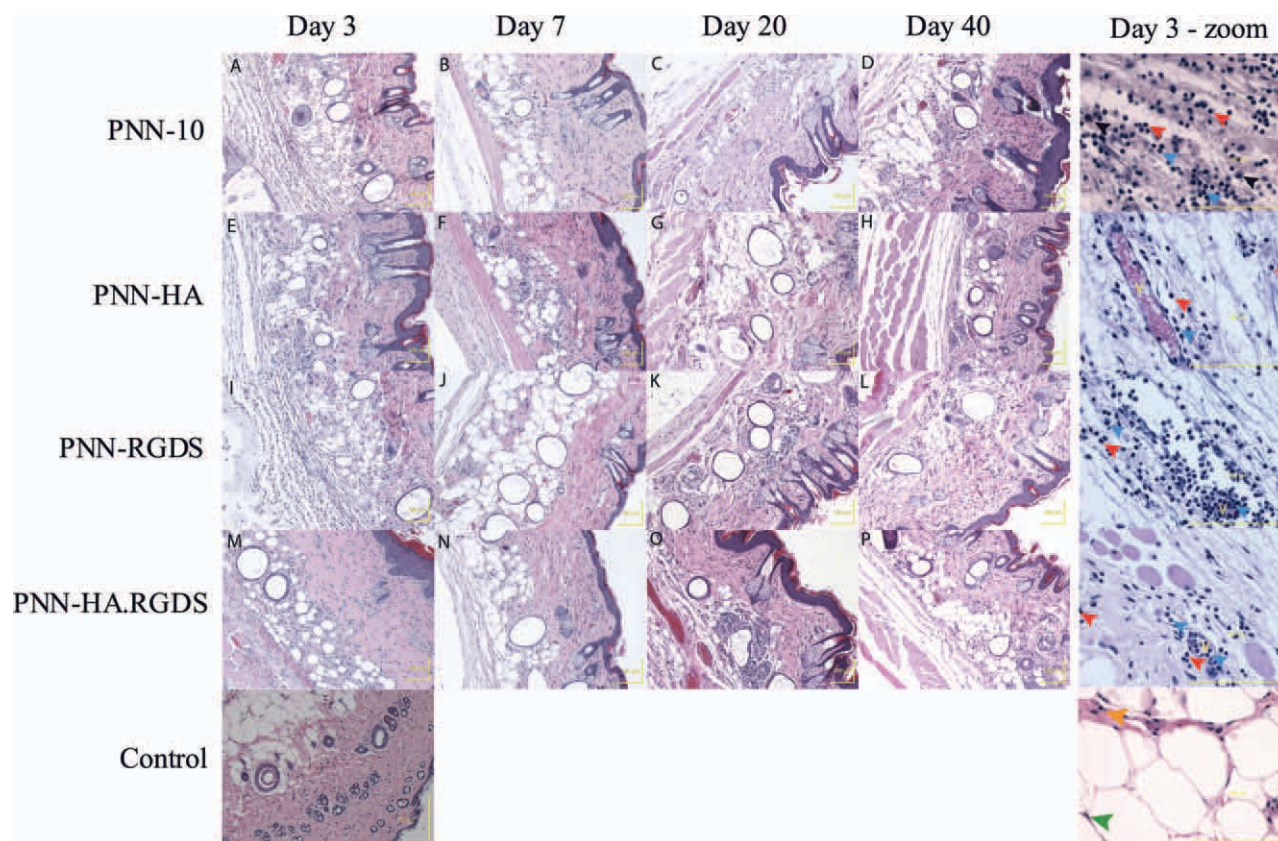 Day 3 Day 7 Day 20 Day 40 Day 3 - zoom
PNN-10 A B C D
PNN-HA E F G H
PNN-RGDS I J K L
PNN-HA.RGDS M N O P
Control